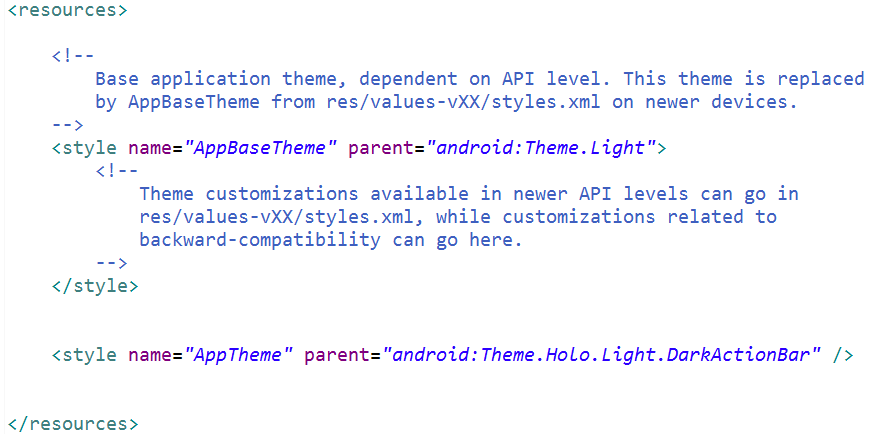 <resources>
<!--
Base application theme, dependent on API level. This theme is replaced
by AppBaseTheme from res/values-vXX/styles.xml on newer devices.
-->
<style name="AppBaseTheme" parent="android:Theme.Light">
<!--
Theme customizations available in newer API levels can go in
res/values-vXX/styles.xml, while customizations related to
backward-compatibility can go here.
-->
</style>
<style name="AppTheme" parent="android:Theme.Holo.Light.DarkActionBar" />
</resources>